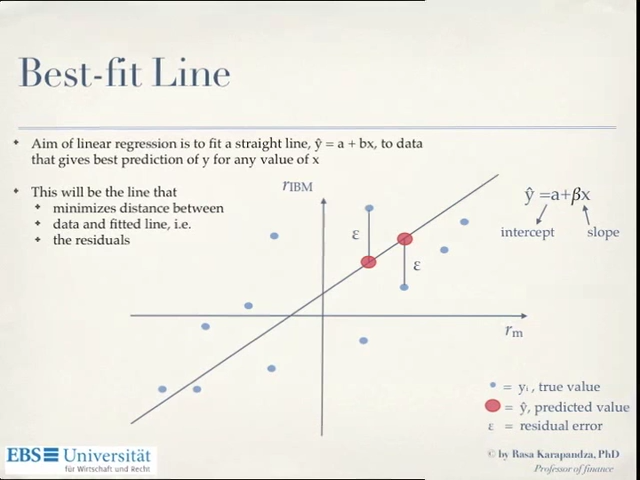 Best-fit Line
Aim of linear regression is to fit a straight line, ŷ = a + bx, to data
that gives best prediction of y for any value of x
This will be the line that
minimizes distance between
data and fitted line, i.e.
the residuals
rIBM
ŷ =a+βx
intercept
slope
ε
ε
rm
= yᵢ , true value
= ŷ, predicted value
ε = residual error
EBS Universität
für Wirtschaft und Recht
© by Rasa Karapandza, PhD
Professor of finance